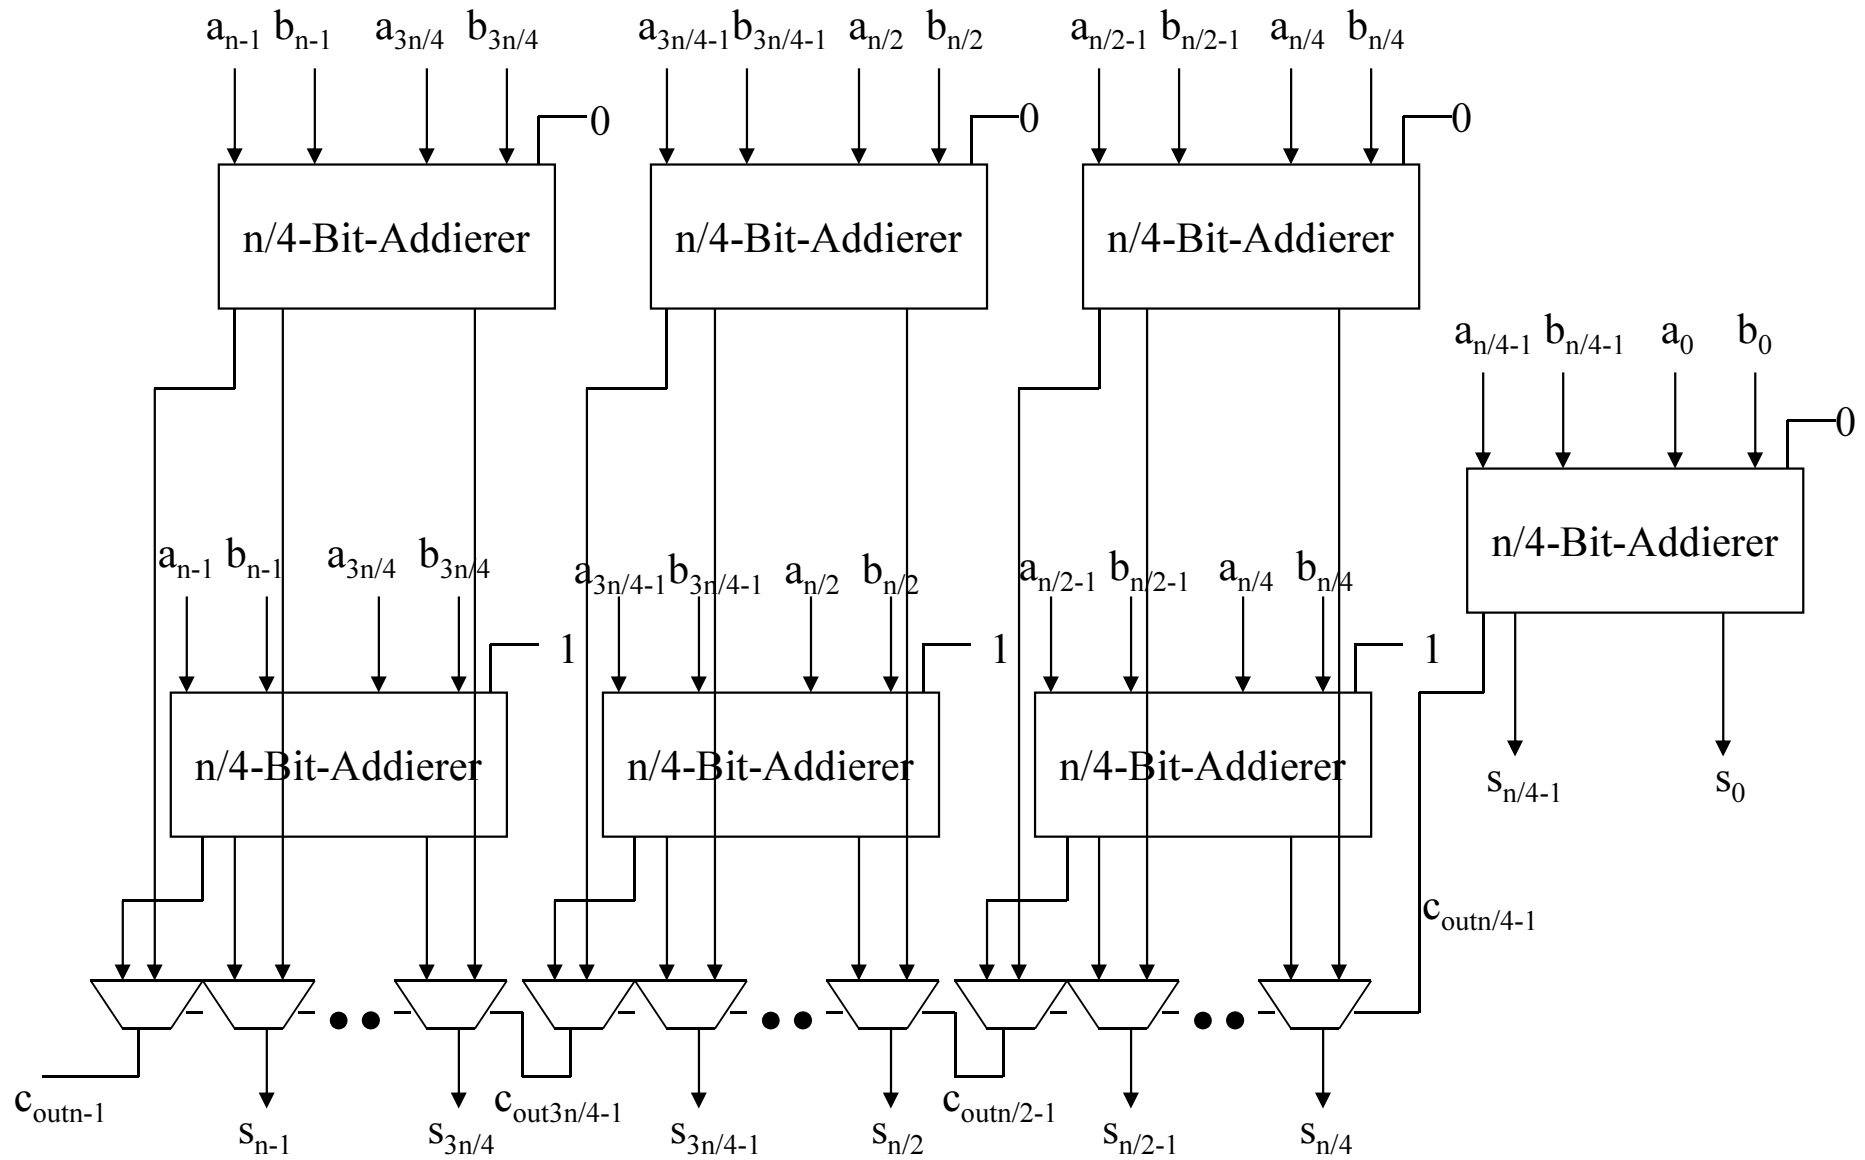 a_{n-1} b_{n-1} a_{3n/4} b_{3n/4} a_{3n/4-1} b_{3n/4-1} a_{n/2} b_{n/2} a_{n/2-1} b_{n/2-1} a_{n/4} b_{n/4}
0 0 0
n/4-Bit-Addierer n/4-Bit-Addierer n/4-Bit-Addierer
a_{n/4-1} b_{n/4-1} a_0 b_0
0
n/4-Bit-Addierer
a_{n-1} b_{n-1} a_{3n/4} b_{3n/4} a_{3n/4-1} b_{3n/4-1} a_{n/2} b_{n/2} a_{n/2-1} b_{n/2-1} a_{n/4} b_{n/4}
1 1 1
n/4-Bit-Addierer n/4-Bit-Addierer n/4-Bit-Addierer
s_{n/4-1} s_0
c_{outn/4-1}
c_{outn-1} c_{out3n/4-1} c_{outn/2-1}
s_{n-1} s_{3n/4} s_{3n/4-1} s_{n/2} s_{n/2-1} s_{n/4}